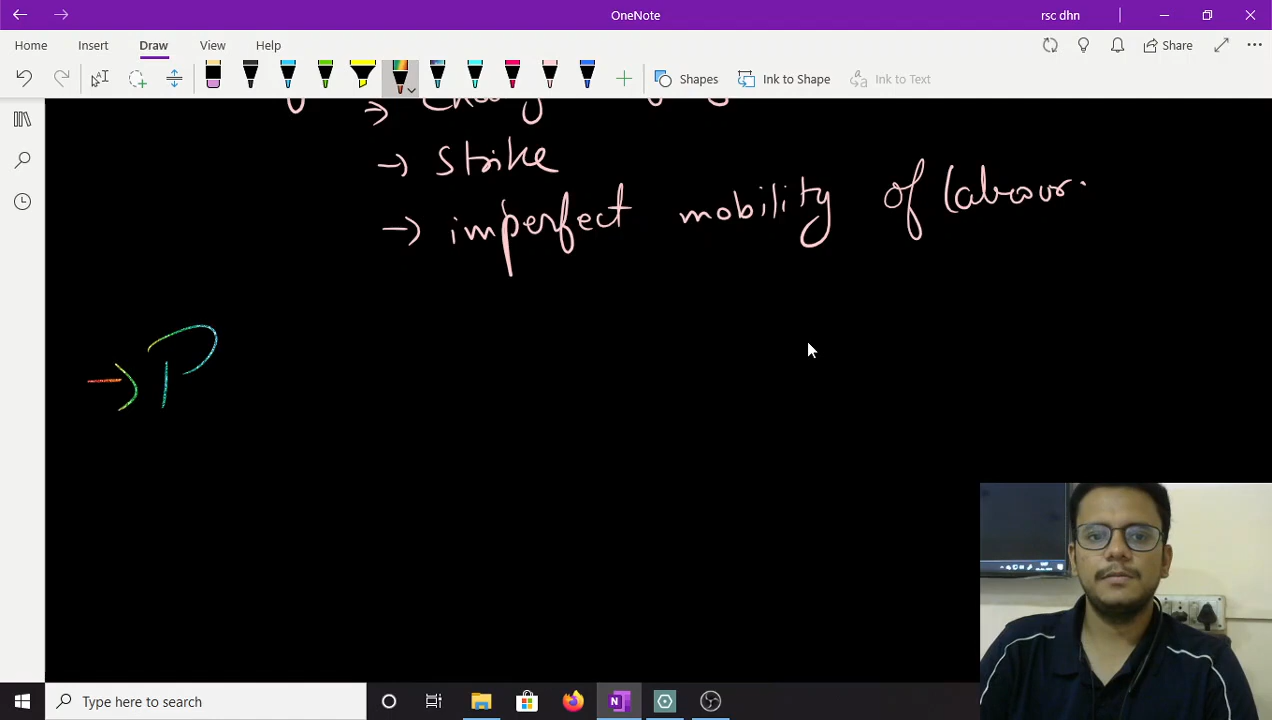 OneNote
rsc dhn
Home Insert Draw View Help
Share
Shapes Ink to Shape Ink to Text
→ strike
→ imperfect mobility of labour.
→ P
Type here to search